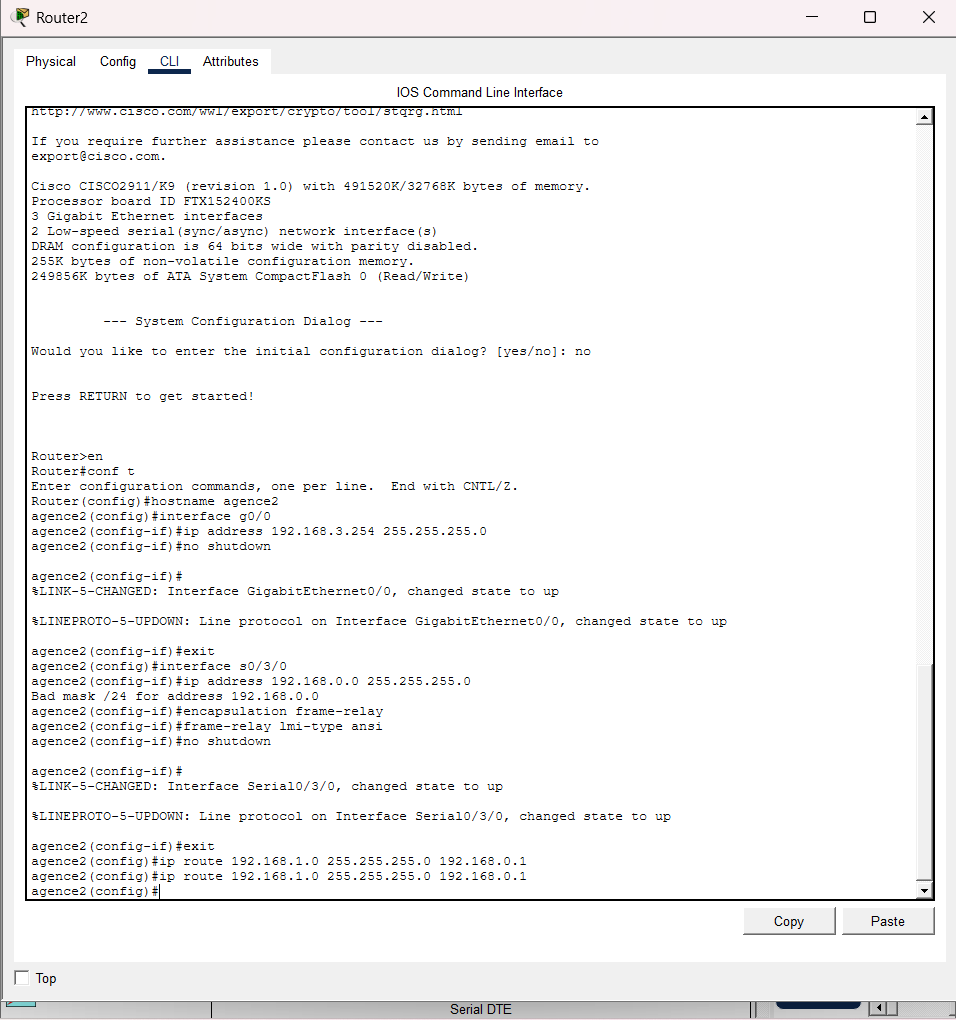 Router2
Physical Config CLI Attributes
IOS Command Line Interface
http://www.cisco.com/wwl/export/crypto/tool/stqrg.html
If you require further assistance please contact us by sending email to
export@cisco.com.
Cisco CISCO2911/K9 (revision 1.0) with 491520K/32768K bytes of memory.
Processor board ID FTX152400KS
3 Gigabit Ethernet interfaces
2 Low-speed serial(sync/async) network interface(s)
DRAM configuration is 64 bits wide with parity disabled.
255K bytes of non-volatile configuration memory.
249856K bytes of ATA System CompactFlash 0 (Read/Write)
--- System Configuration Dialog ---
Would you like to enter the initial configuration dialog? [yes/no]: no
Press RETURN to get started!
Router>en
Router#conf t
Enter configuration commands, one per line.  End with CNTL/Z.
Router(config)#hostname agence2
agence2(config)#interface g0/0
agence2(config-if)#ip address 192.168.3.254 255.255.255.0
agence2(config-if)#no shutdown
agence2(config-if)#
%LINK-5-CHANGED: Interface GigabitEthernet0/0, changed state to up
%LINEPROTO-5-UPDOWN: Line protocol on Interface GigabitEthernet0/0, changed state to up
agence2(config-if)#exit
agence2(config)#interface s0/3/0
agence2(config-if)#ip address 192.168.0.0 255.255.255.0
Bad mask /24 for address 192.168.0.0
agence2(config-if)#encapsulation frame-relay
agence2(config-if)#frame-relay lmi-type ansi
agence2(config-if)#no shutdown
agence2(config-if)#
%LINK-5-CHANGED: Interface Serial0/3/0, changed state to up
%LINEPROTO-5-UPDOWN: Line protocol on Interface Serial0/3/0, changed state to up
agence2(config-if)#exit
agence2(config)#ip route 192.168.1.0 255.255.255.0 192.168.0.1
agence2(config)#ip route 192.168.1.0 255.255.255.0 192.168.0.1
agence2(config)#
Copy Paste
Top
Serial DTE